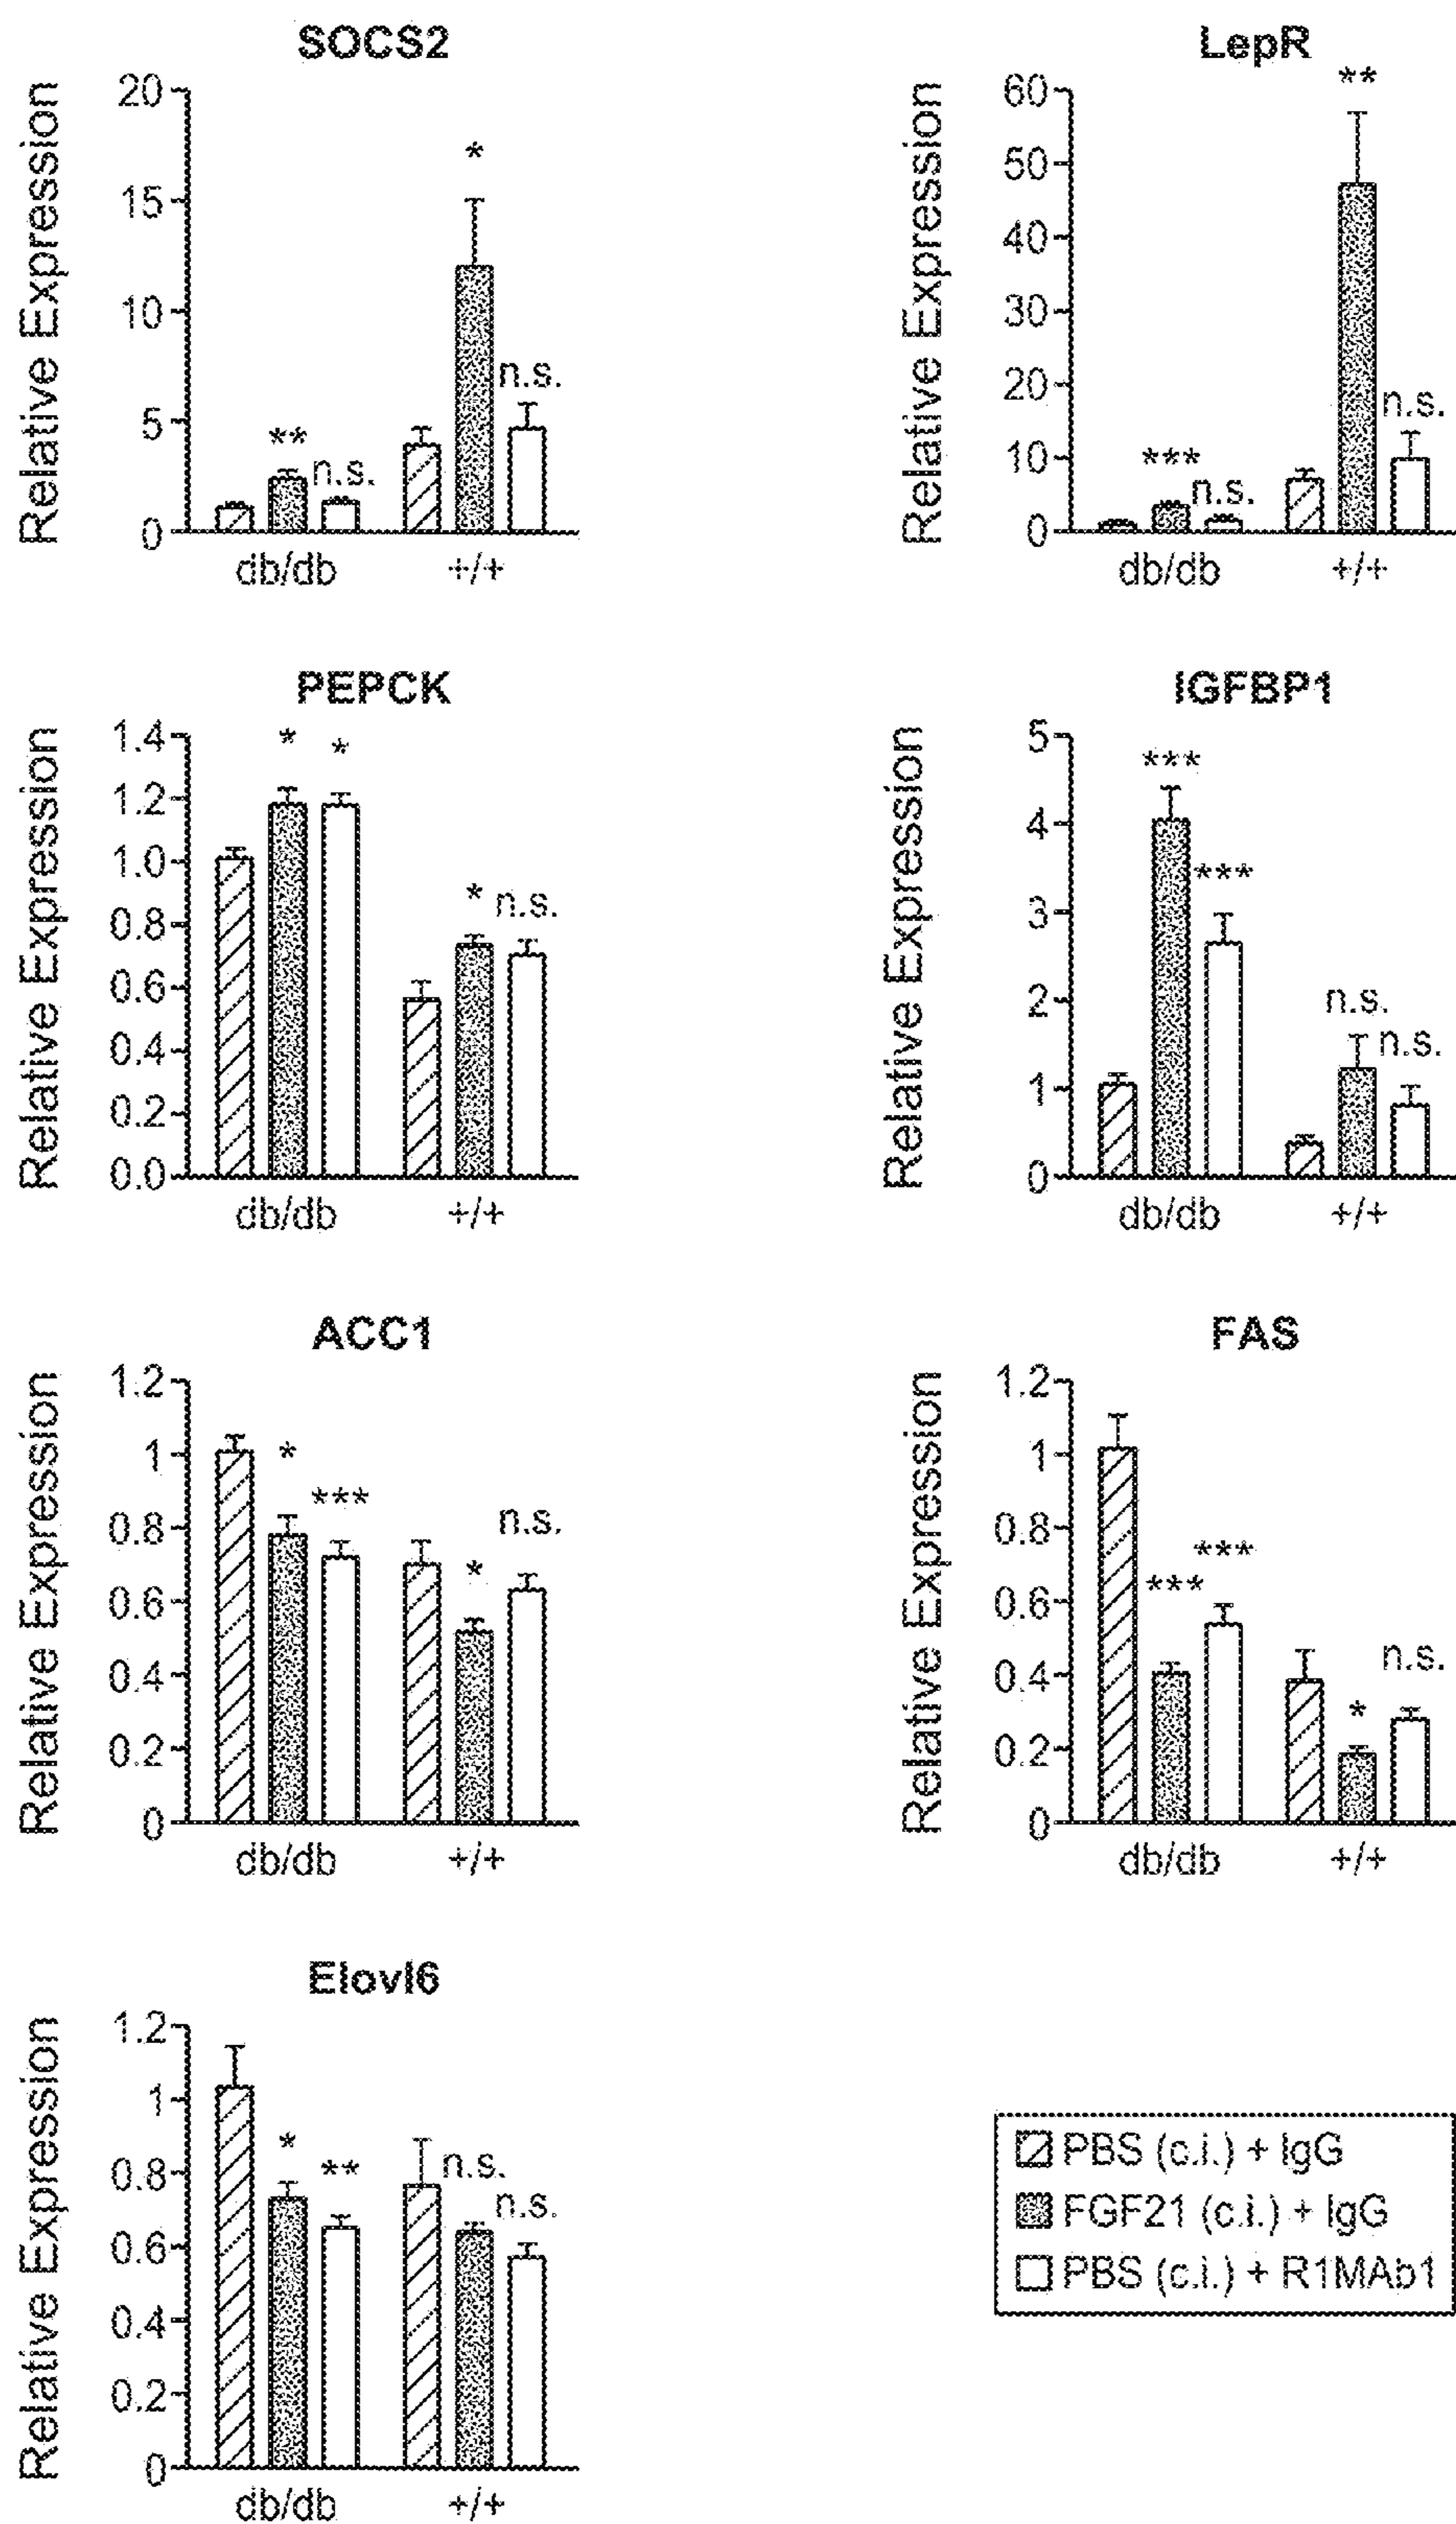 SOCS2
Relative Expression
20
15
10
5
0
**
n.s.
*
n.s.
db/db
+/+
LepR
Relative Expression
60
50
40
30
20
10
0
***
n.s.
**
n.s.
db/db
+/+
PEPCK
Relative Expression
1.4
1.2
1.0
0.8
0.6
0.4
0.2
0.0
*
*
*
n.s.
db/db
+/+
IGFBP1
Relative Expression
5
4
3
2
1
0
***
***
n.s.
n.s.
db/db
+/+
ACC1
Relative Expression
1.2
1
0.8
0.6
0.4
0.2
0
*
***
*
n.s.
db/db
+/+
FAS
Relative Expression
1.2
1
0.8
0.6
0.4
0.2
0
***
***
*
n.s.
db/db
+/+
Elovl6
Relative Expression
1.2
1
0.8
0.6
0.4
0.2
0
*
**
n.s.
n.s.
db/db
+/+
PBS (c.i.) + IgG
FGF21 (c.i.) + IgG
PBS (c.i.) + R1MAb1